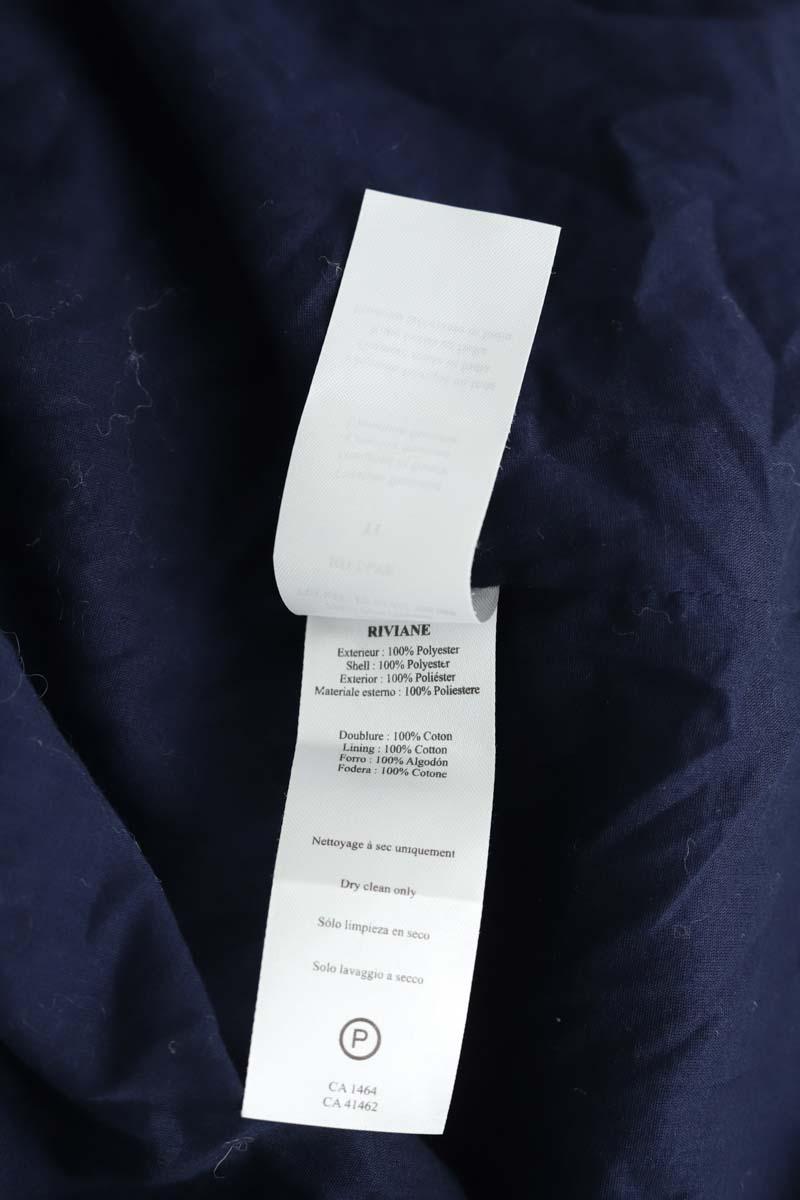 RIVIANE
Exterieur : 100% Polyester
Shell : 100% Polyester
Exterior : 100% Poliéster
Materiale esterno : 100% Poliestere
Doublure : 100% Coton
Lining : 100% Cotton
Forro : 100% Algodón
Fodera : 100% Cotone
Nettoyage à sec uniquement
Dry clean only
Sólo limpieza en seco
Solo lavaggio a secco
P
CA 1464
CA 41462